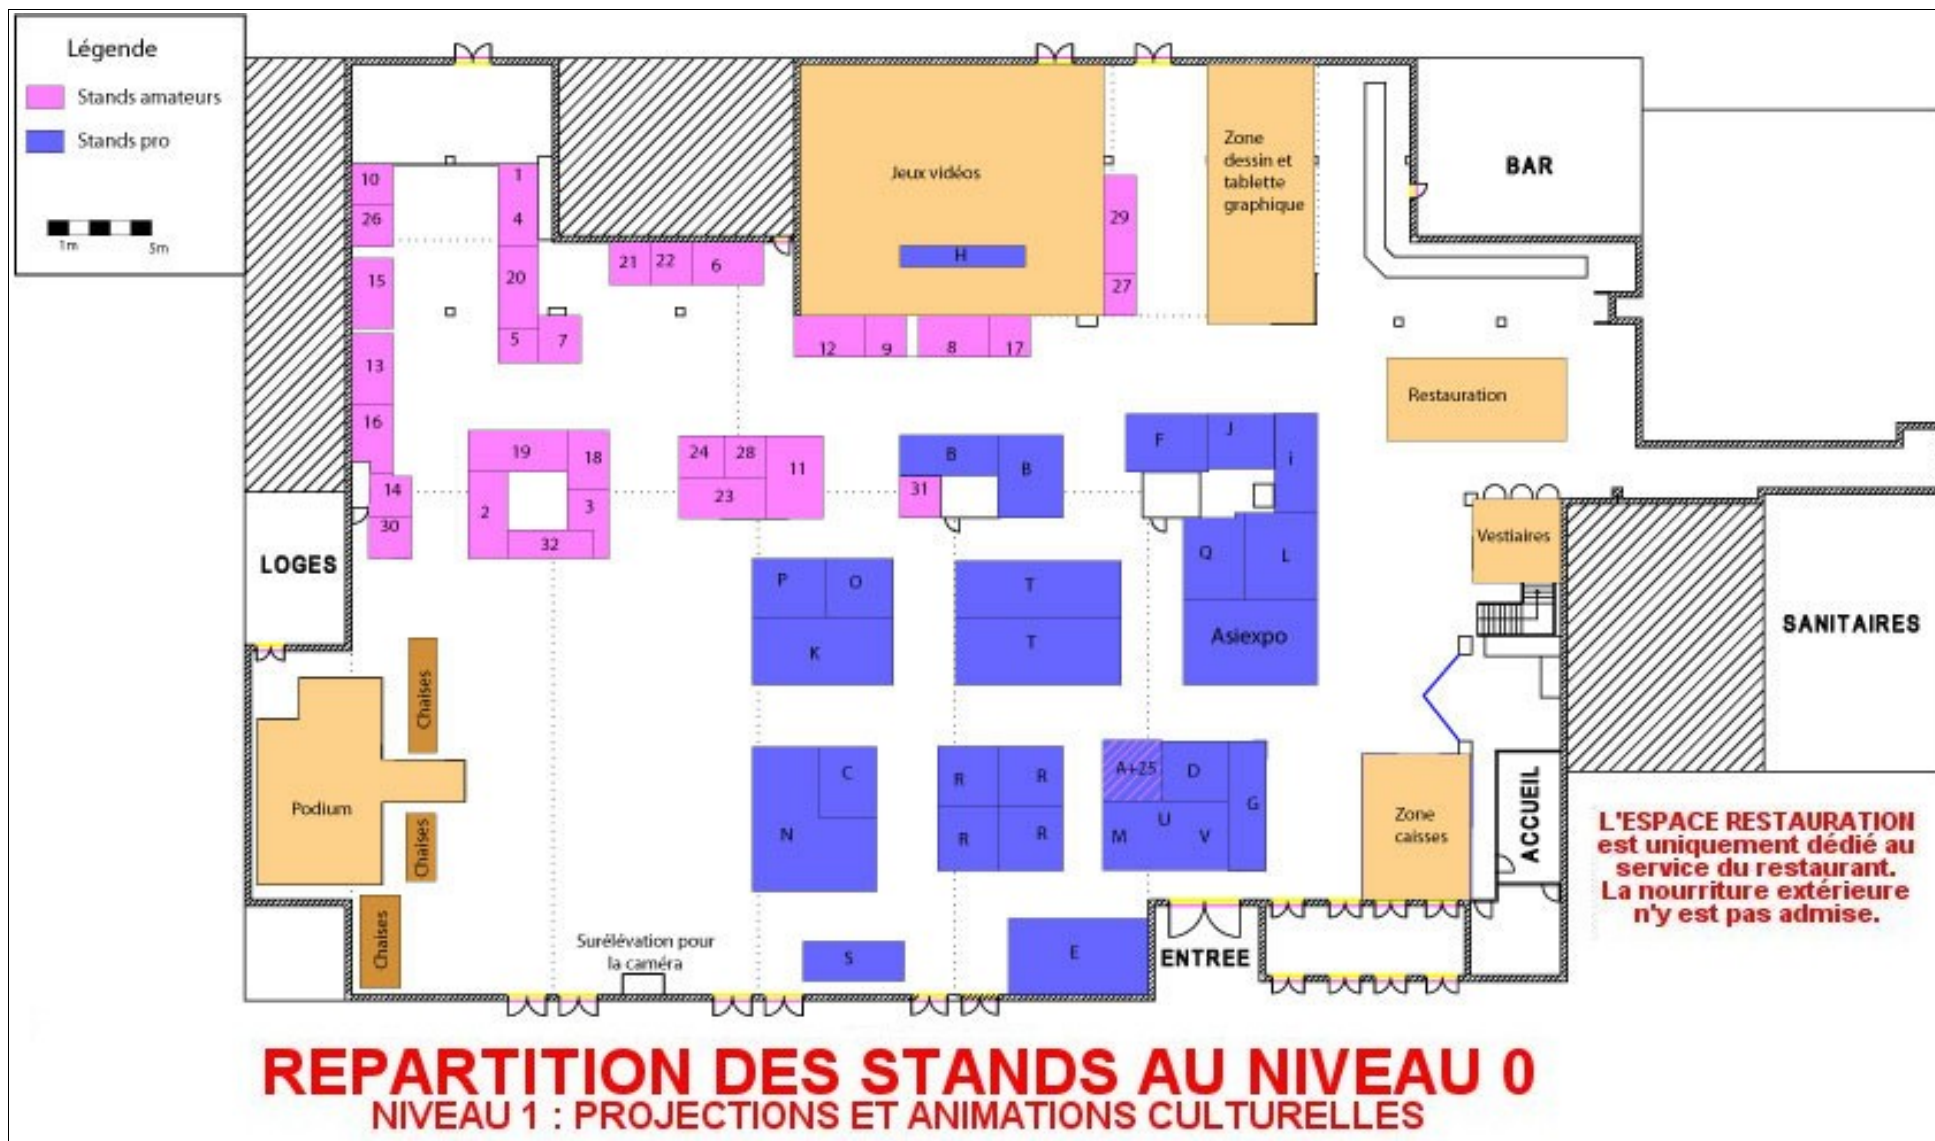 Légende
Stands amateurs
Stands pro
1m
5m
10
26
15
13
16
14
30
1
4
20
5
7
21
22
6
Jeux vidéos
H
29
27
12
9
8
17
Zone
dessin et
tablette
graphique
BAR
Restauration
19
18
2
3
32
24
28
11
23
B
B
31
F
J
i
Q
L
Asiexpo
Vestiaires
SANITAIRES
LOGES
P
O
K
T
T
Chaises
Podium
Chaises
Chaises
C
N
R
R
R
R
A+25
D
G
U
M
V
Zone
caisses
ACCUEIL
L'ESPACE RESTAURATION
est uniquement dédié au
service du restaurant.
La nourriture extérieure
n'y est pas admise.
Surélévation pour
la caméra
S
E
ENTREE
REPARTITION DES STANDS AU NIVEAU 0
NIVEAU 1 : PROJECTIONS ET ANIMATIONS CULTURELLES